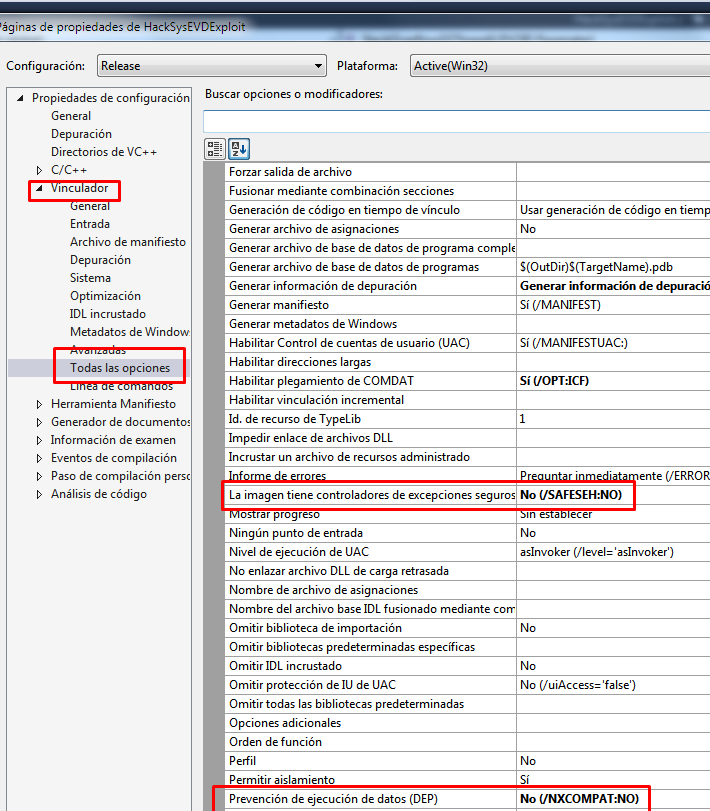 Páginas de propiedades de HackSysEVDExploit
Configuración: Release Plataforma: Active(Win32)
Propiedades de configuración
General
Depuración
Directorios de VC++
C/C++
Vinculador
General
Entrada
Archivo de manifiesto
Depuración
Sistema
Optimización
IDL incrustado
Metadatos de Window
Avanzadas
Todas las opciones
Línea de comandos
Herramienta Manifiesto
Generador de documentos
Información de examen
Eventos de compilación
Paso de compilación perso
Análisis de código
Buscar opciones o modificadores:
Forzar salida de archivo
Fusionar mediante combinación secciones
Generación de código en tiempo de vínculo Usar generación de código en tiemp
Generar archivo de asignaciones No
Generar archivo de base de datos de programa comple
Generar archivo de base de datos de programas $(OutDir)$(TargetName).pdb
Generar información de depuración Generar información de depuració
Generar manifiesto Sí (/MANIFEST)
Generar metadatos de Windows
Habilitar Control de cuentas de usuario (UAC) Sí (/MANIFESTUAC:)
Habilitar direcciones largas
Habilitar plegamiento de COMDAT Sí (/OPT:ICF)
Habilitar vinculación incremental
Id. de recurso de TypeLib 1
Impedir enlace de archivos DLL
Incrustar un archivo de recursos administrado
Informe de errores Preguntar inmediatamente (/ERROR
La imagen tiene controladores de excepciones seguros No (/SAFESEH:NO)
Mostrar progreso Sin establecer
Ningún punto de entrada No
Nivel de ejecución de UAC asInvoker (/level='asInvoker')
No enlazar archivo DLL de carga retrasada
Nombre de archivo de asignaciones
Nombre del archivo base IDL fusionado mediante com
Omitir biblioteca de importación No
Omitir bibliotecas predeterminadas específicas
Omitir IDL incrustado No
Omitir protección de IU de UAC No (/uiAccess='false')
Omitir todas las bibliotecas predeterminadas
Opciones adicionales
Orden de función
Perfil No
Permitir aislamiento Sí
Prevención de ejecución de datos (DEP) No (/NXCOMPAT:NO)